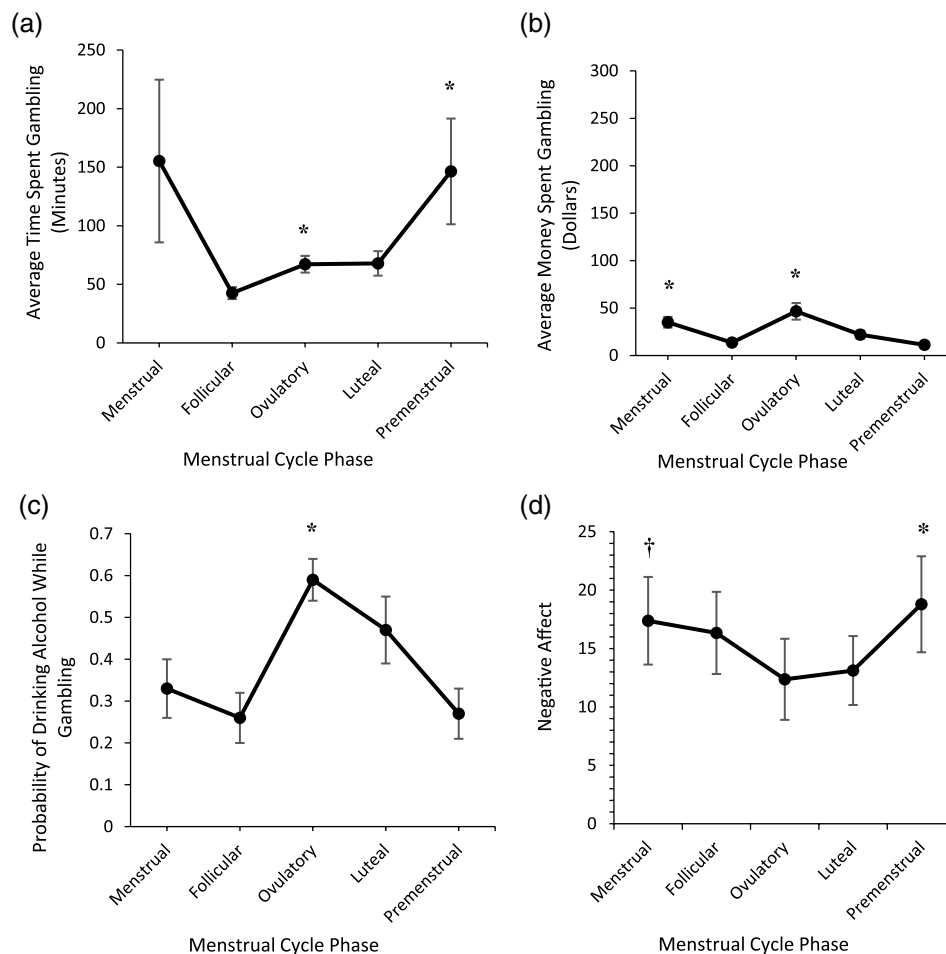 (a)
Average Time Spent Gambling
(Minutes)
250
200
150
100
50
0
*
*
Menstrual
Follicular
Ovulatory
Luteal
Premenstrual
Menstrual Cycle Phase
(b)
Average Money Spent Gambling
(Dollars)
300
250
200
150
100
50
0
*
*
Menstrual
Follicular
Ovulatory
Luteal
Premenstrual
Menstrual Cycle Phase
(c)
Probability of Drinking Alcohol While
Gambling
0.7
0.6
0.5
0.4
0.3
0.2
0.1
0
*
Menstrual
Follicular
Ovulatory
Luteal
Premenstrual
Menstrual Cycle Phase
(d)
Negative Affect
25
20
15
10
5
0
†
*
Menstrual
Follicular
Ovulatory
Luteal
Premenstrual
Menstrual Cycle Phase